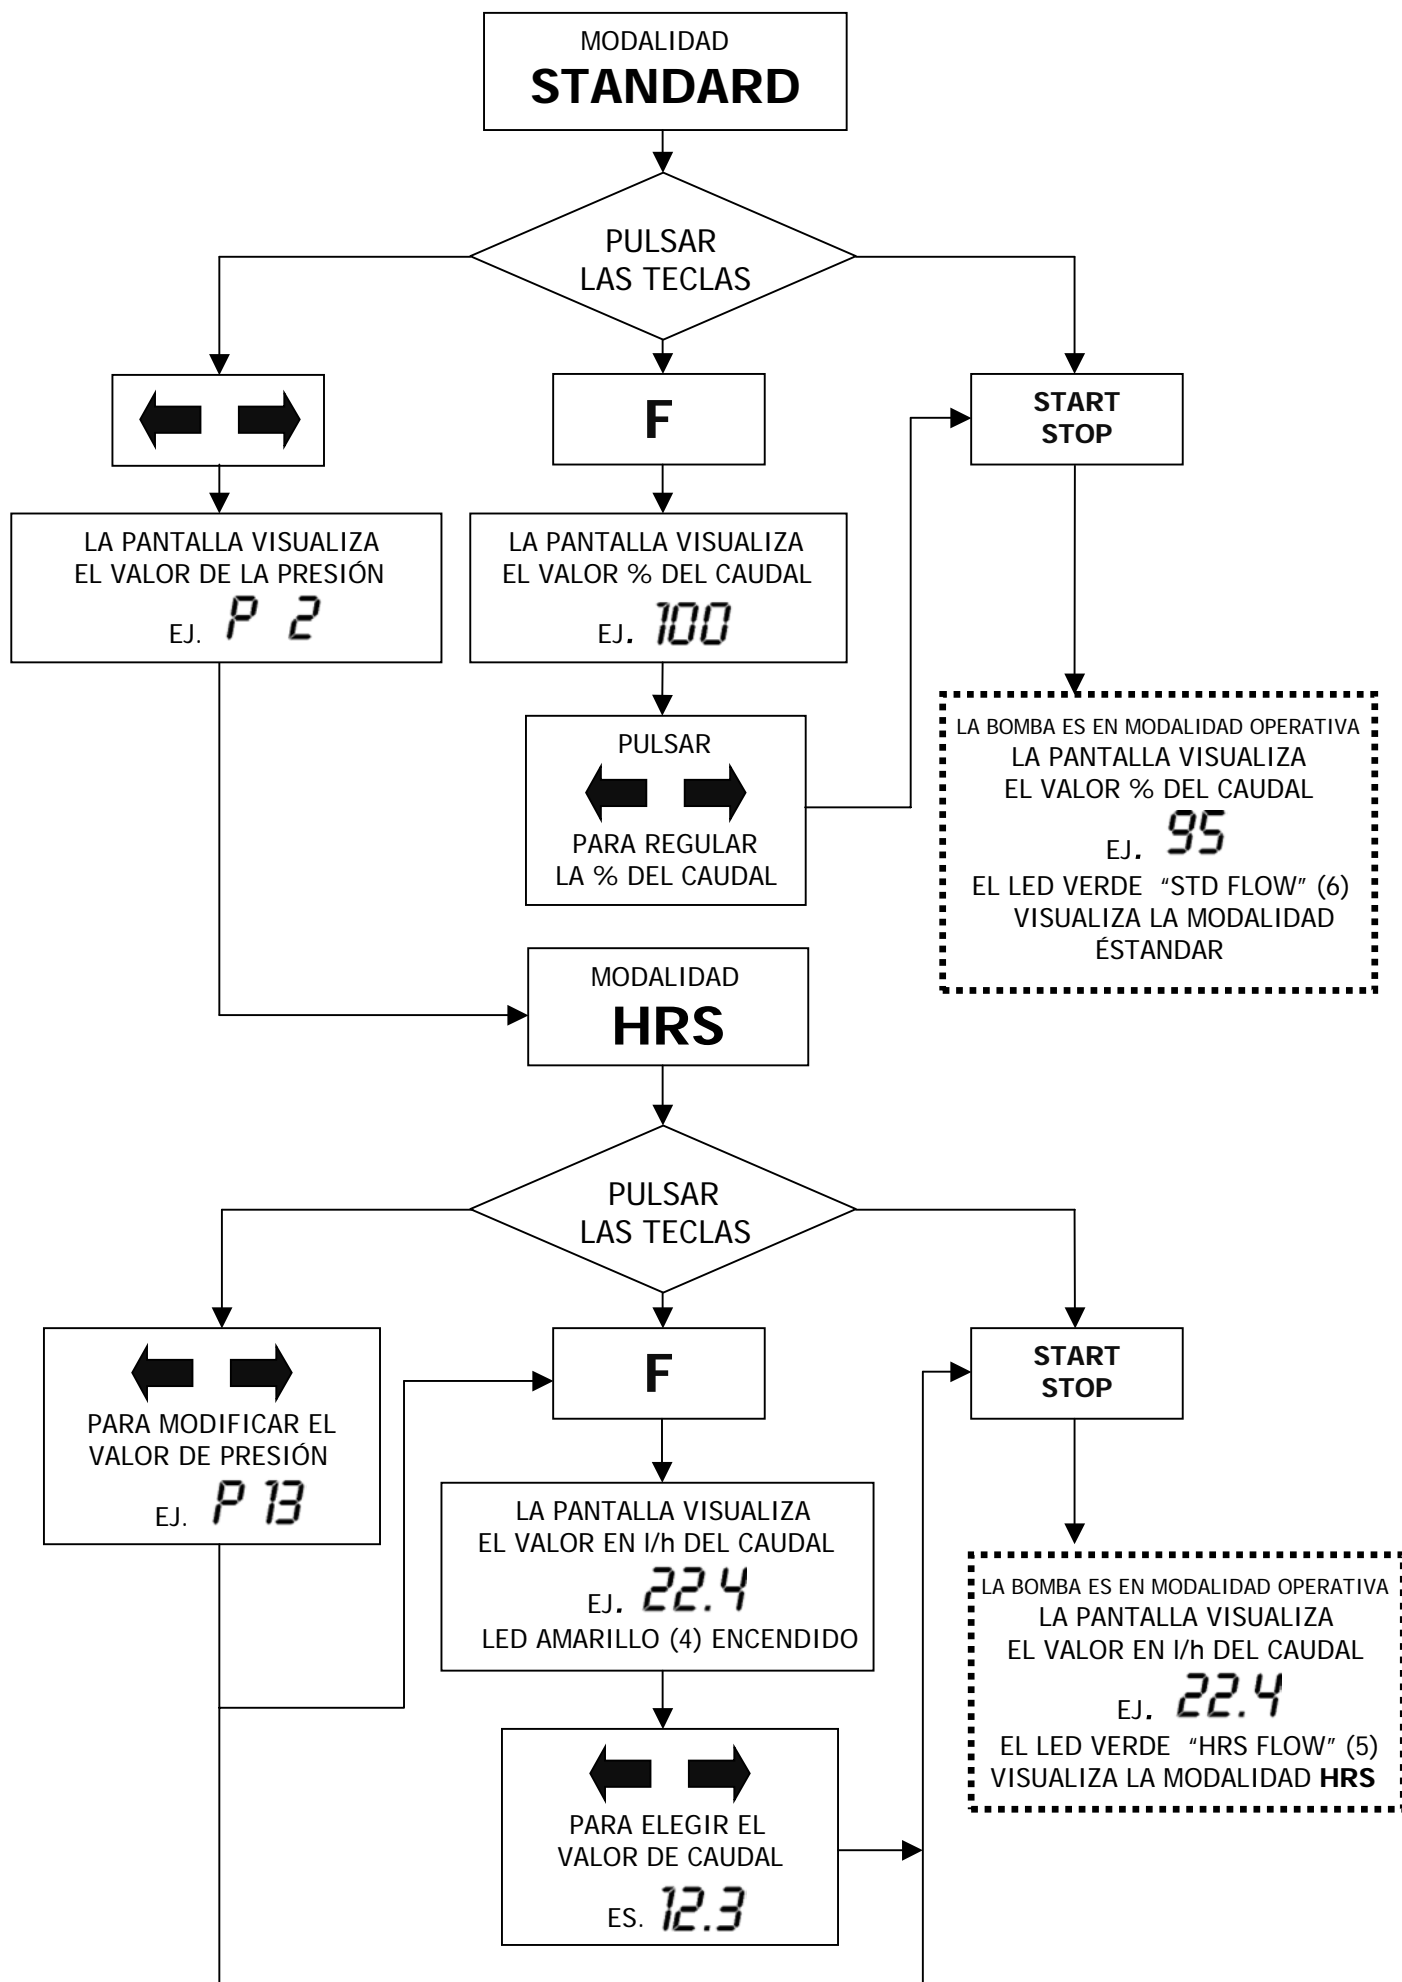 MODALIDAD
STANDARD
PULSAR
LAS TECLAS
F
START
STOP
LA PANTALLA VISUALIZA
EL VALOR DE LA PRESIÓN
EJ. P 2
LA PANTALLA VISUALIZA
EL VALOR % DEL CAUDAL
EJ. 100
PULSAR
PARA REGULAR
LA % DEL CAUDAL
LA BOMBA ES EN MODALIDAD OPERATIVA
LA PANTALLA VISUALIZA
EL VALOR % DEL CAUDAL
EJ. 95
EL LED VERDE “STD FLOW” (6)
VISUALIZA LA MODALIDAD
ÉSTANDAR
MODALIDAD
HRS
PULSAR
LAS TECLAS
PARA MODIFICAR EL
VALOR DE PRESIÓN
EJ. P 13
F
START
STOP
LA PANTALLA VISUALIZA
EL VALOR EN l/h DEL CAUDAL
EJ. 22.4
LED AMARILLO (4) ENCENDIDO
PARA ELEGIR EL
VALOR DE CAUDAL
ES. 12.3
LA BOMBA ES EN MODALIDAD OPERATIVA
LA PANTALLA VISUALIZA
EL VALOR EN l/h DEL CAUDAL
EJ. 22.4
EL LED VERDE “HRS FLOW” (5)
VISUALIZA LA MODALIDAD HRS